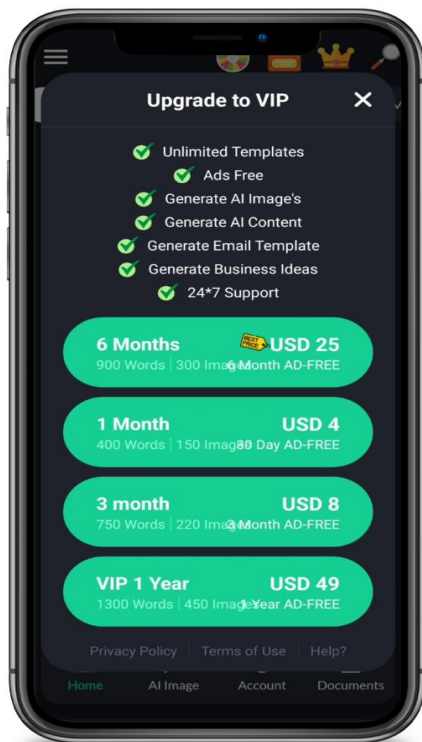 Upgrade to VIP
Unlimited Templates
Ads Free
Generate AI Image's
Generate AI Content
Generate Email Template
Generate Business Ideas
24*7 Support
6 Months BEST PRICE USD 25
900 Words | 300 Images 6 Month AD-FREE
1 Month USD 4
400 Words | 150 Images 30 Day AD-FREE
3 month USD 8
750 Words | 220 Images 3 Month AD-FREE
VIP 1 Year USD 49
1300 Words | 450 Images 1 Year AD-FREE
Privacy Policy | Terms of Use | Help?
Home AI Image Account Documents